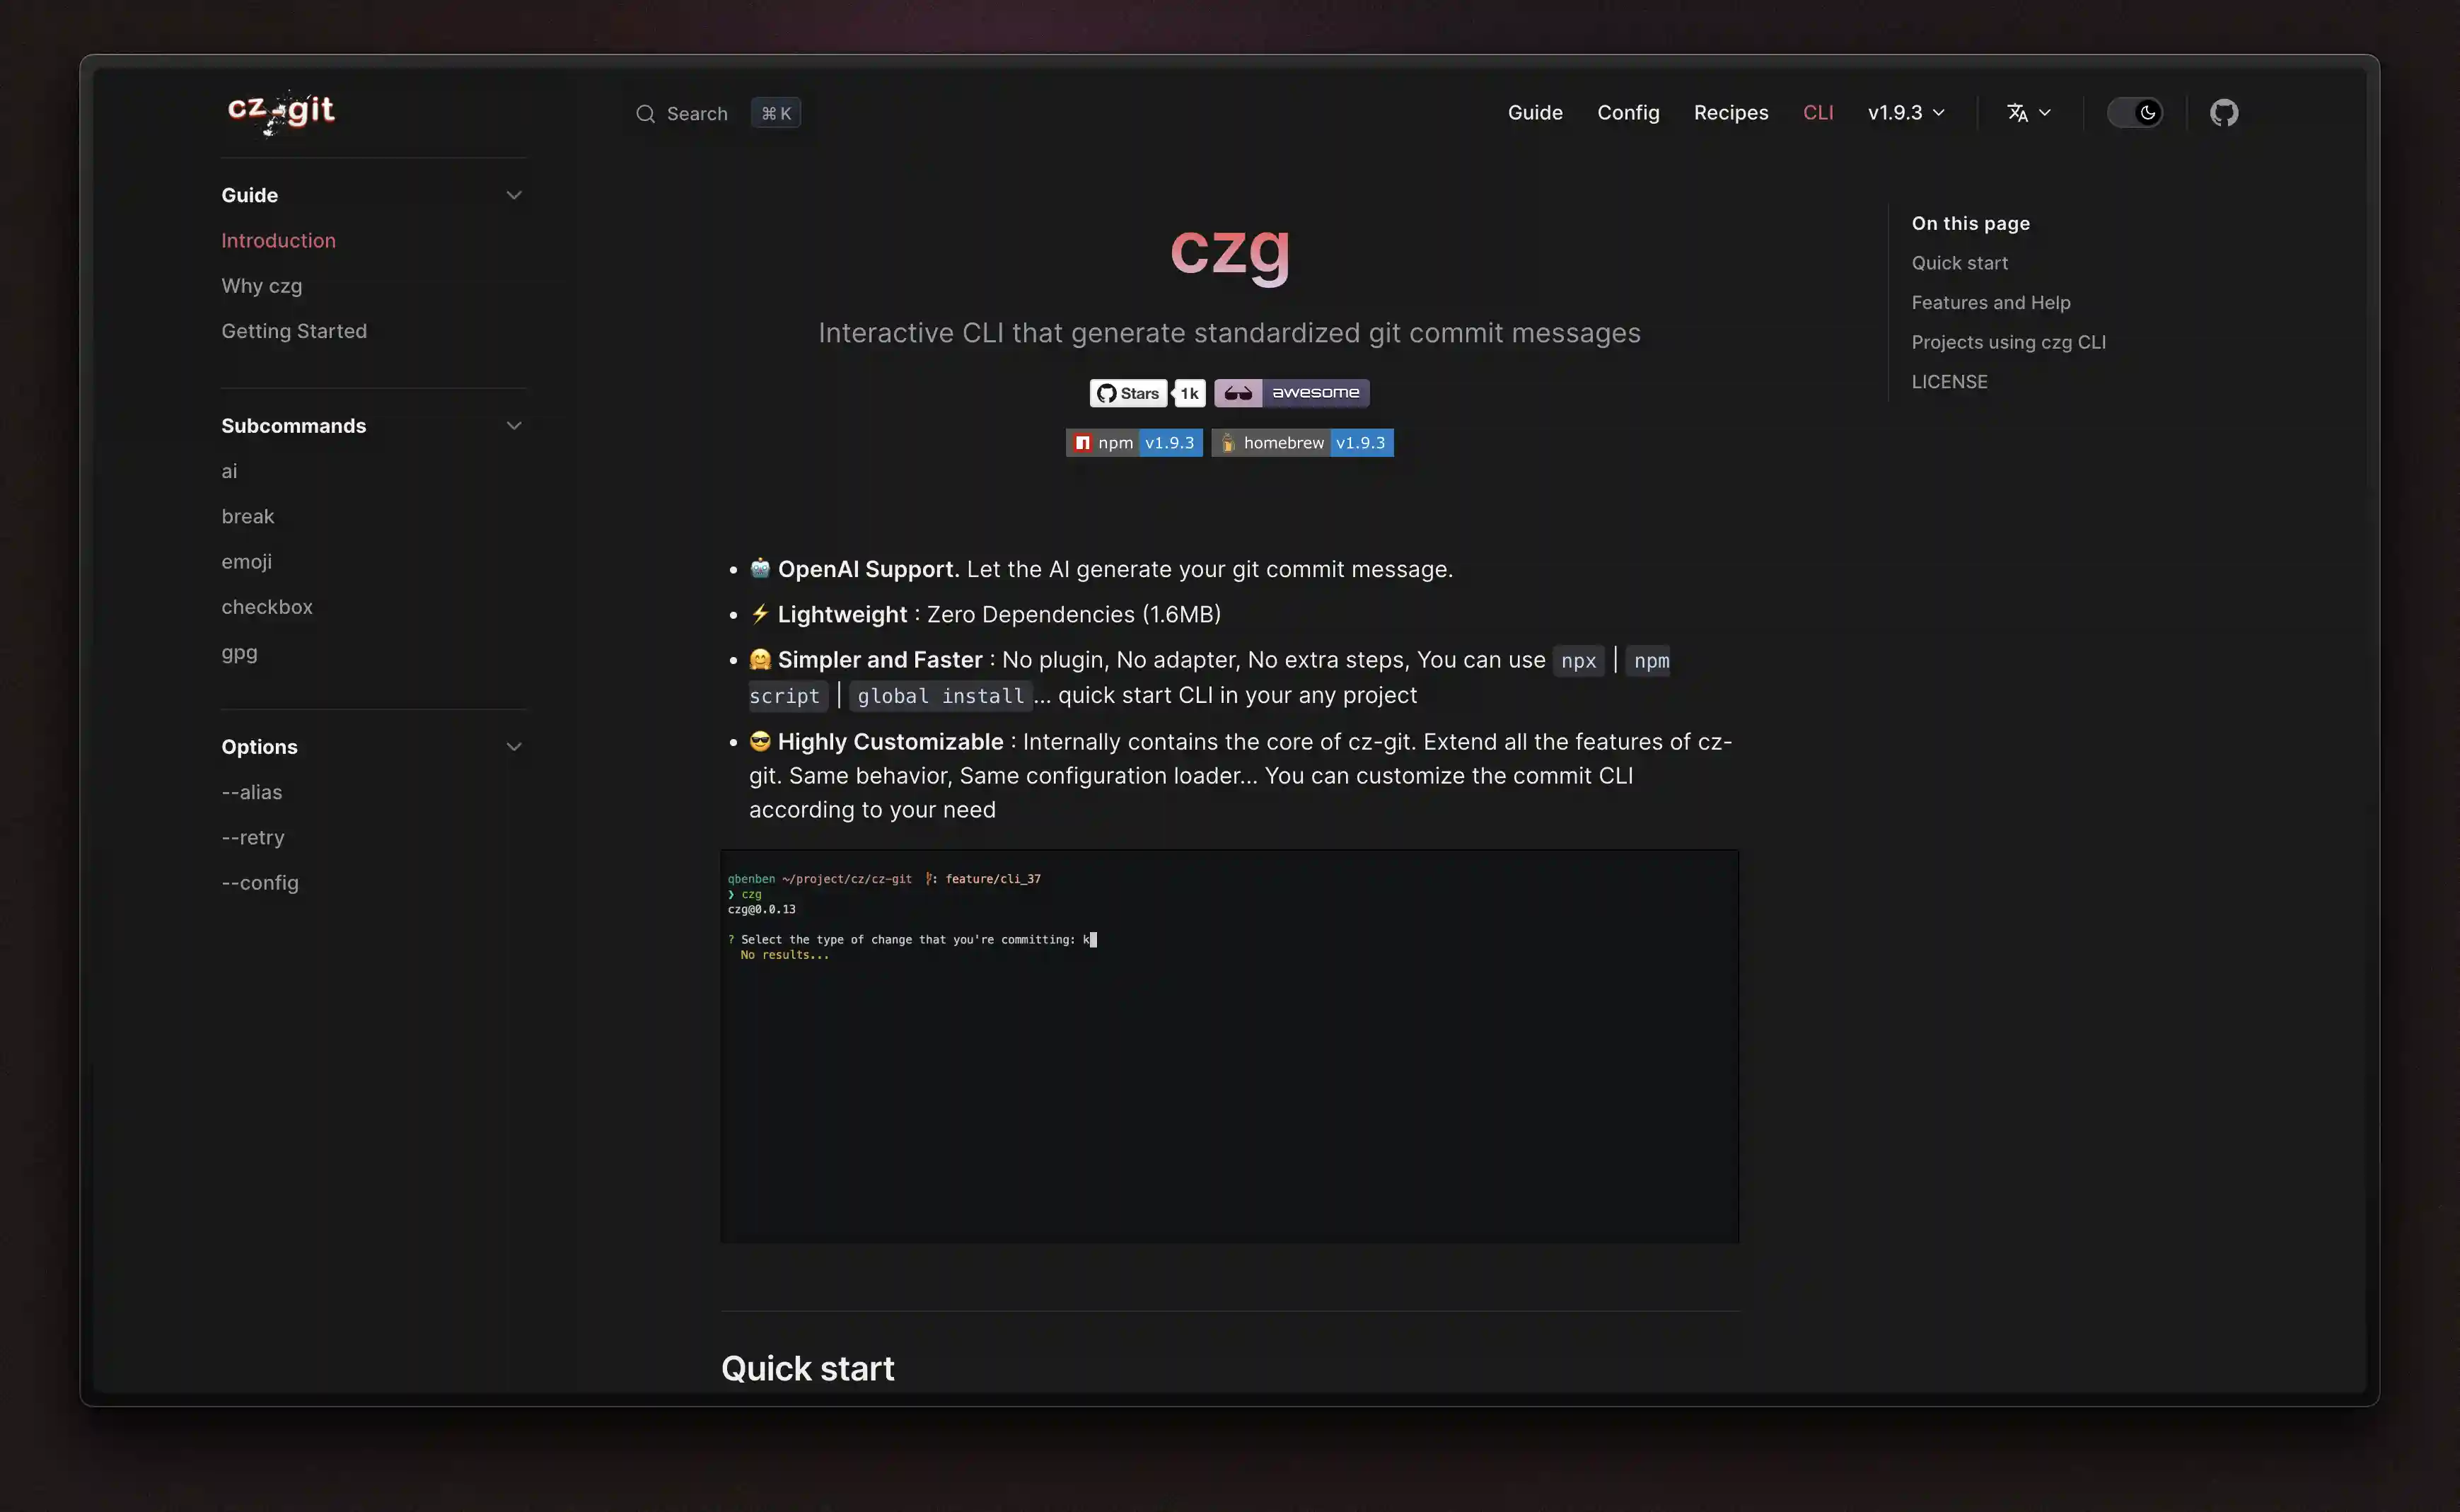 cz-git
Search
⌘ K
Guide
Config
Recipes
CLI
v1.9.3
Guide
Introduction
Why czg
Getting Started
Subcommands
ai
break
emoji
checkbox
gpg
Options
--alias
--retry
--config
czg
Interactive CLI that generate standardized git commit messages
Stars 1k
awesome
npm v1.9.3
homebrew v1.9.3
• 🤖 OpenAI Support. Let the AI generate your git commit message.
• ⚡ Lightweight : Zero Dependencies (1.6MB)
• 🤗 Simpler and Faster : No plugin, No adapter, No extra steps, You can use npx | npm
script | global install... quick start CLI in your any project
• 😎 Highly Customizable : Internally contains the core of cz-git. Extend all the features of cz-
git. Same behavior, Same configuration loader... You can customize the commit CLI
according to your need
qbenben ~/project/cz/cz-git : feature/cli_37
❯ czg
czg@0.0.13
? Select the type of change that you're committing: k
No results...
Quick start
On this page
Quick start
Features and Help
Projects using czg CLI
LICENSE